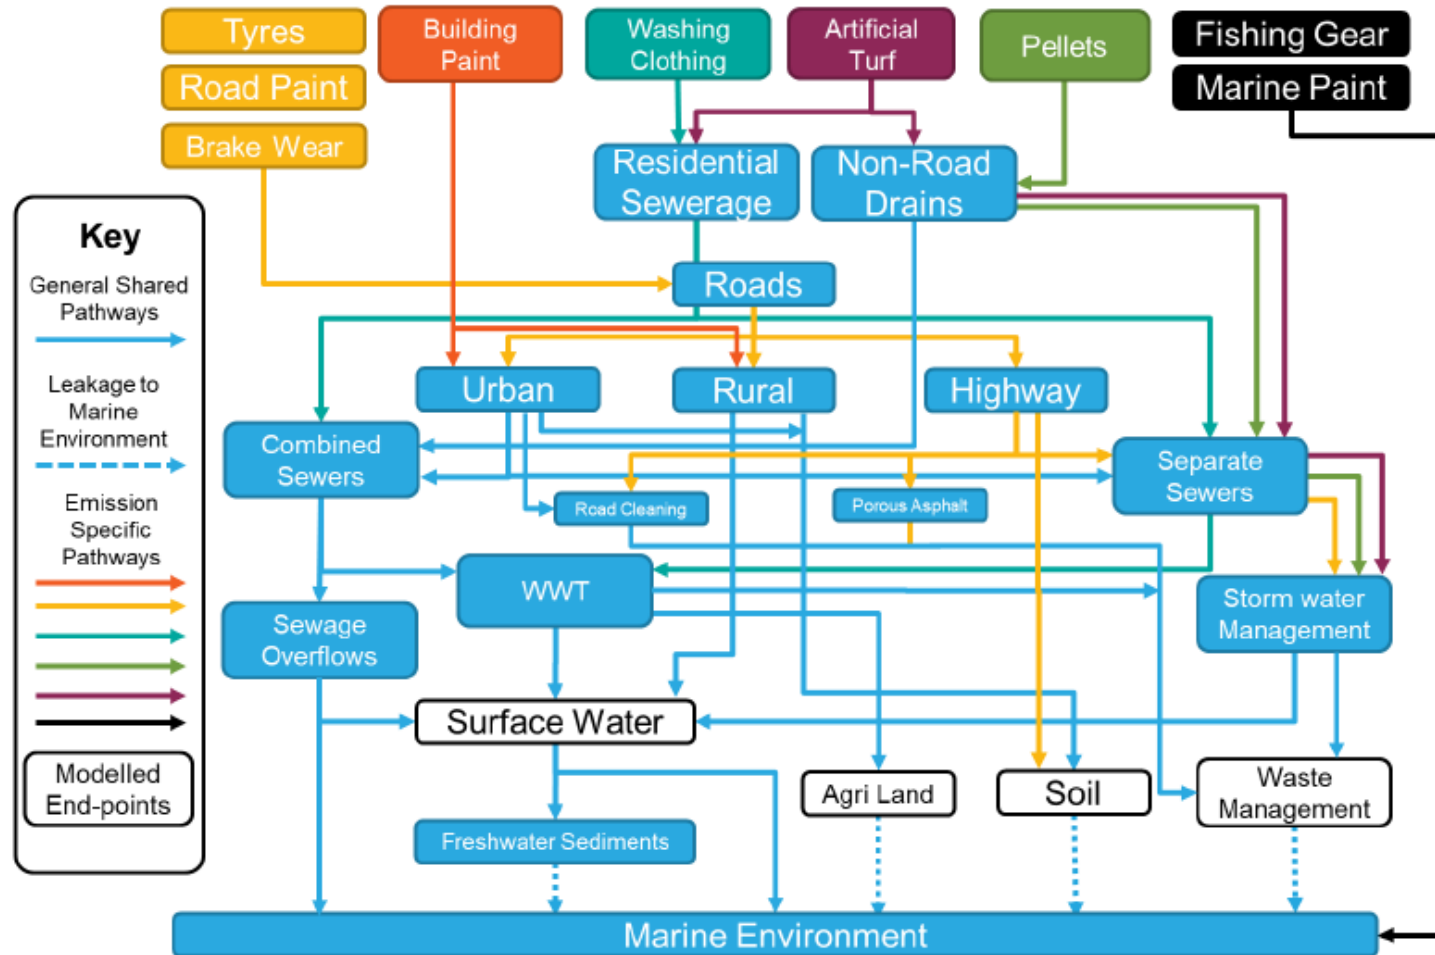 Tyres
Road Paint
Brake Wear
Building
Paint
Washing
Clothing
Artificial
Turf
Pellets
Fishing Gear
Marine Paint
Residential
Sewerage
Non-Road
Drains
Key
General Shared
Pathways
Leakage to
Marine
Environment
Emission
Specific
Pathways
Modelled
End-points
Roads
Urban
Rural
Highway
Combined
Sewers
Separate
Sewers
Road Cleaning
Porous Asphalt
WWT
Sewage
Overflows
Storm water
Management
Surface Water
Agri Land
Soil
Waste
Management
Freshwater Sediments
Marine Environment